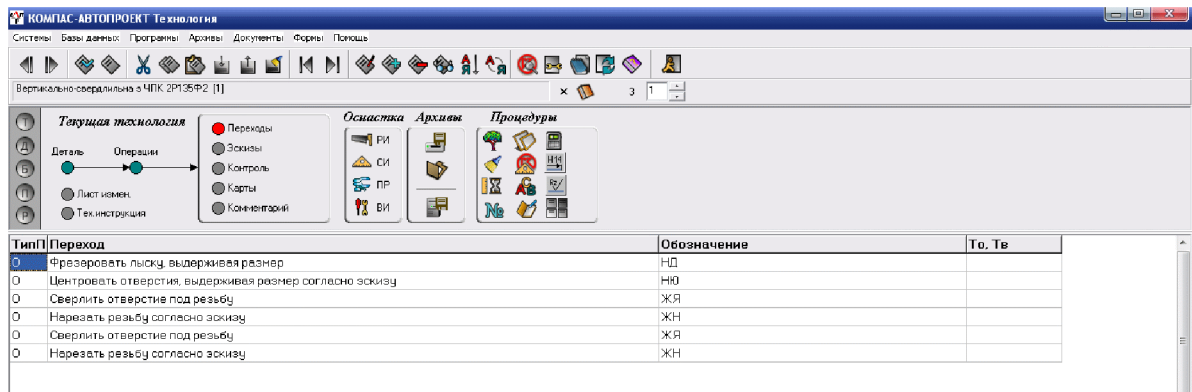 КОМПАС-АВТОПРОЕКТ Технология
Системы Базы данных Программы Архивы Документы Формы Помощь
Вертикально-сверлильна з ЧПК 2Р135Ф2 [1] 3 1
Текущая технология Оснастка Архивы Процедуры
Деталь Операции
Лист измен.
Тех.инструкция
Переходы
Эскизы
Контроль
Карты
Комментарий
РИ
СИ
ПР
ВИ
Т
Д
Б
П
Р
H14
Rz
№
ТипП Переход Обозначение То, Тв
О Фрезеровать лыску, выдерживая размер НД
О Центровать отверстия, выдерживая размер согласно эскизу НЮ
О Сверлить отверстие под резьбу ЖЯ
О Нарезать резьбу согласно эскизу ЖН
О Сверлить отверстие под резьбу ЖЯ
О Нарезать резьбу согласно эскизу ЖН